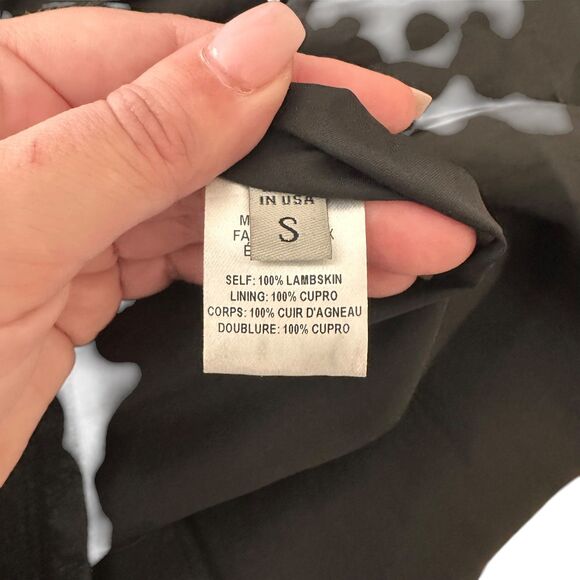 IN USA
S
SELF: 100% LAMBSKIN
LINING: 100% CUPRO
CORPS: 100% CUIR D'AGNEAU
DOUBLURE: 100% CUPRO